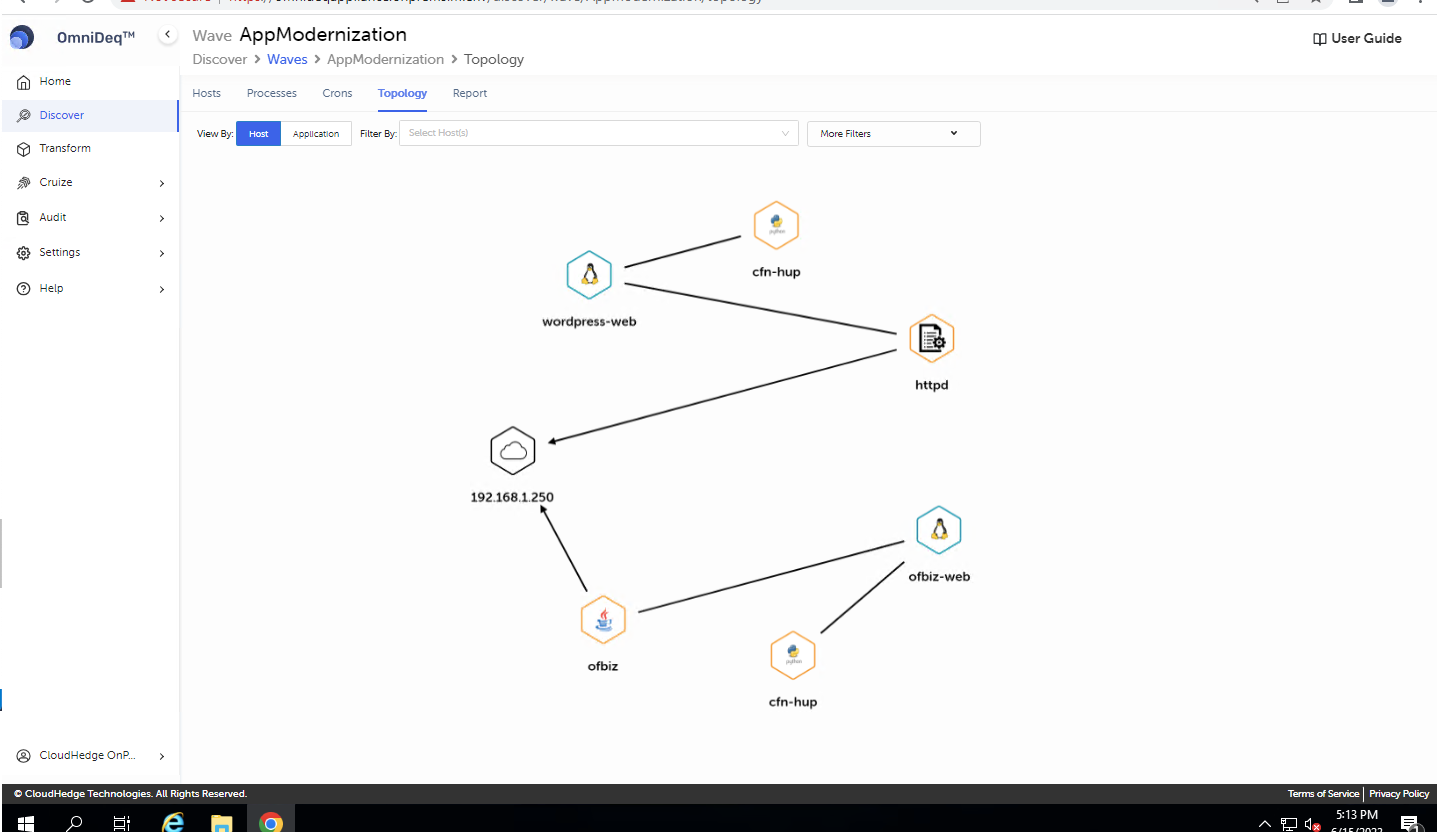 OmniDeq™
Wave AppModernization
User Guide
Discover > Waves > AppModernization > Topology
Home
Discover
Transform
Cruize
Audit
Settings
Help
Hosts Processes Crons Topology Report
View By: Host Application Filter By: Select Host(s) More Filters
python
cfn-hup
wordpress-web
httpd
192.168.1.250
ofbiz-web
ofbiz
python
cfn-hup
CloudHedge OnP...
© CloudHedge Technologies. All Rights Reserved.
Terms of Service | Privacy Policy
5:13 PM